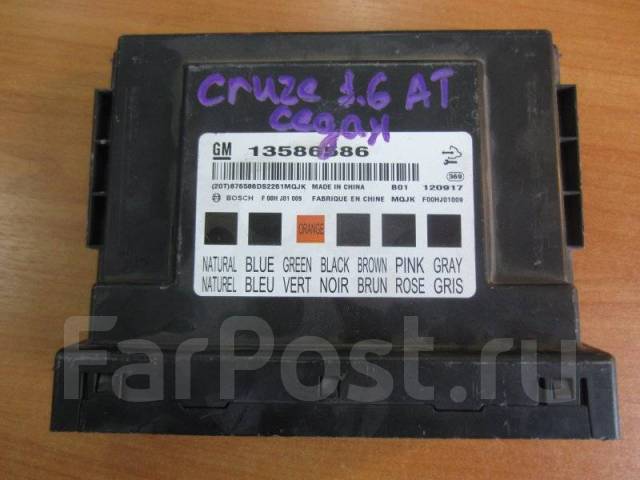 Cruze 1.6 AT
седан
GM 13586586
(20T)876586D52261MQJK MADE IN CHINA B01 120917
BOSCH F 00H J01 009 FABRIQUE EN CHINE MQJK F00HJ01009
369
ORANGE
NATURAL BLUE GREEN BLACK BROWN PINK GRAY
NATUREL BLEU VERT NOIR BRUN ROSE GRIS
FarPost.ru